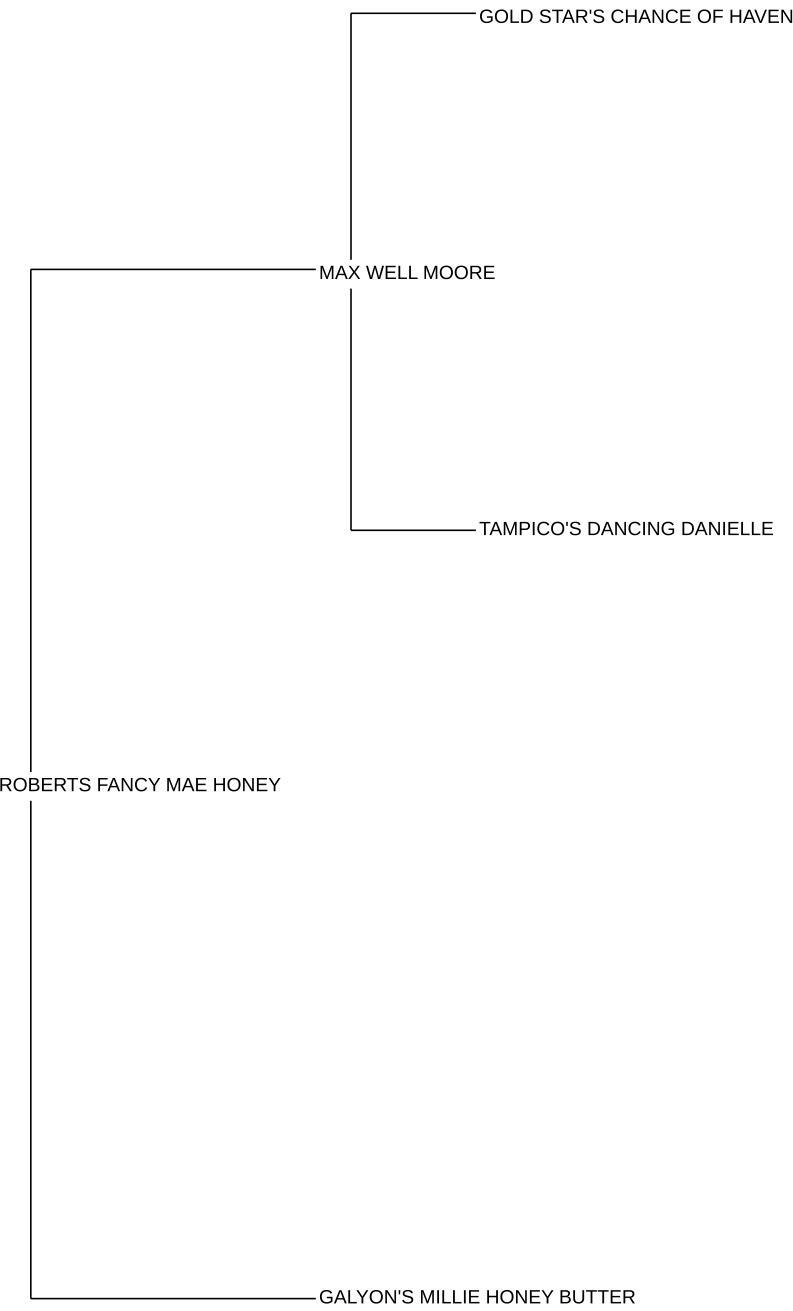 GOLD STAR'S CHANCE OF HAVEN
MAX WELL MOORE
TAMPICO'S DANCING DANIELLE
ROBERTS FANCY MAE HONEY
GALYON'S MILLIE HONEY BUTTER